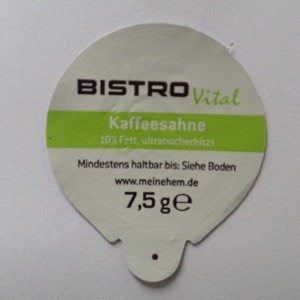 BISTRO Vital
Kaffeesahne
10% Fett, ultrahocherhitzt
Mindestens haltbar bis: Siehe Boden
www.meinehem.de
7,5 g℮